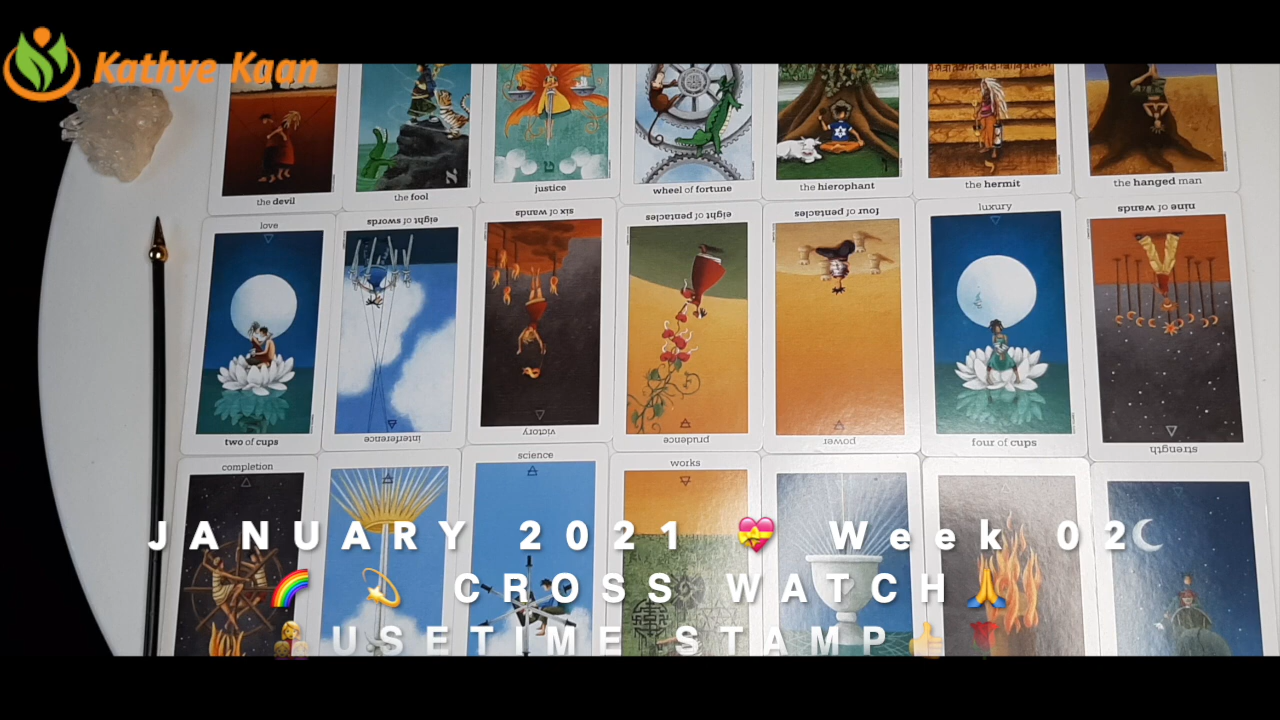 Kathye Kaan
the devil
the fool
justice
wheel of fortune
the hierophant
the hermit
the hanged man
love
eight of swords
six of wands
eight of pentacles
four of pentacles
luxury
nine of wands
two of cups
interference
victory
prudence
power
four of cups
strength
completion
science
works
JANUARY 2021 💝 Week 02
🌈 💫 CROSS WATCH🙏
USETIME STAMP👍🌹